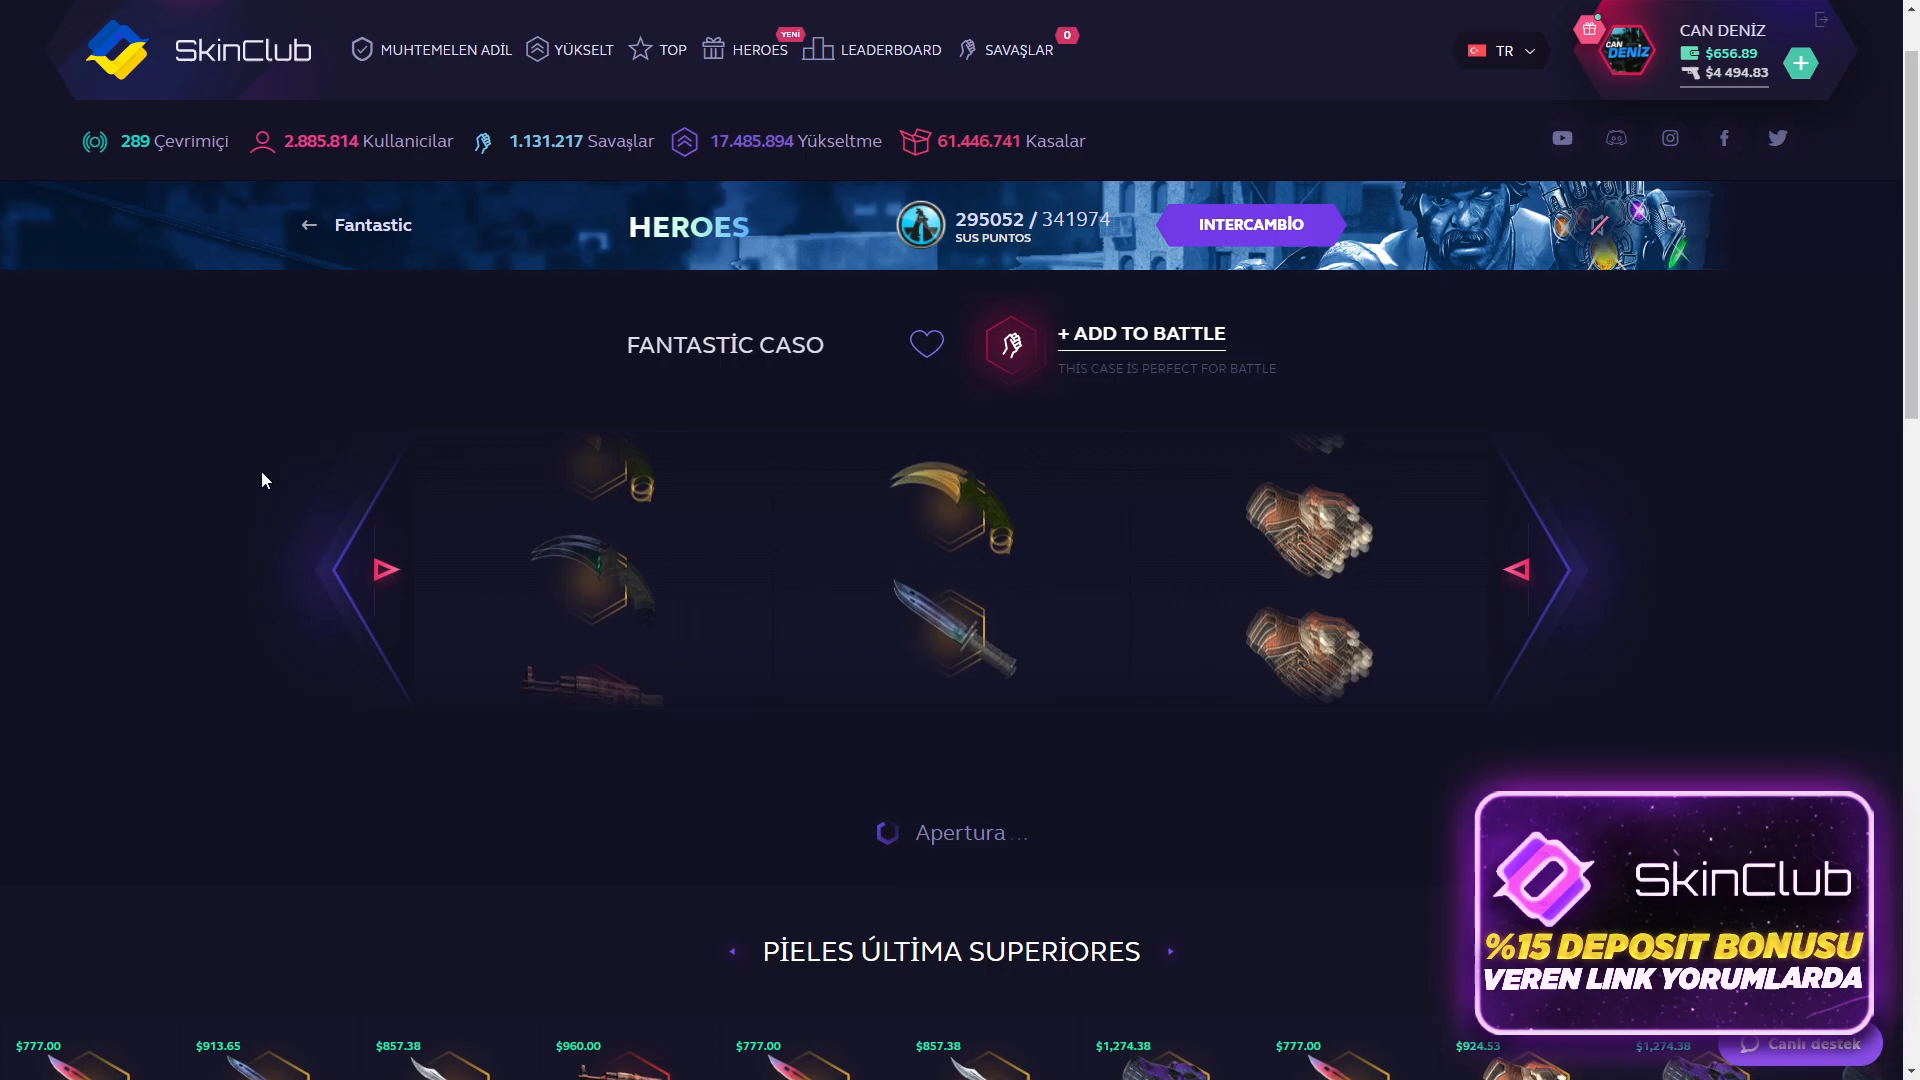 SkinClub
MUHTEMELEN ADİL
YÜKSELT
TOP
HEROES
YENİ
LEADERBOARD
SAVAŞLAR
0
TR
CAN DENİZ
CAN DENİZ
$656.89
$4 494.83
289 Çevrimiçi
2.885.814 Kullanicilar
1.131.217 Savaşlar
17.485.894 Yükseltme
61.446.741 Kasalar
← Fantastic
HEROES
295052 / 341974
SUS PUNTOS
INTERCAMBİO
FANTASTİC CASO
+ ADD TO BATTLE
THİS CASE İS PERFECT FOR BATTLE
Apertura...
PİELES ÚLTİMA SUPERİORES
SkinClub
%15 DEPOSIT BONUSU
VEREN LINK YORUMLARDA
$777.00
$913.65
$857.38
$960.00
$777.00
$857.38
$1,274.38
$777.00
$924.53
$1,274.38
Canlı destek